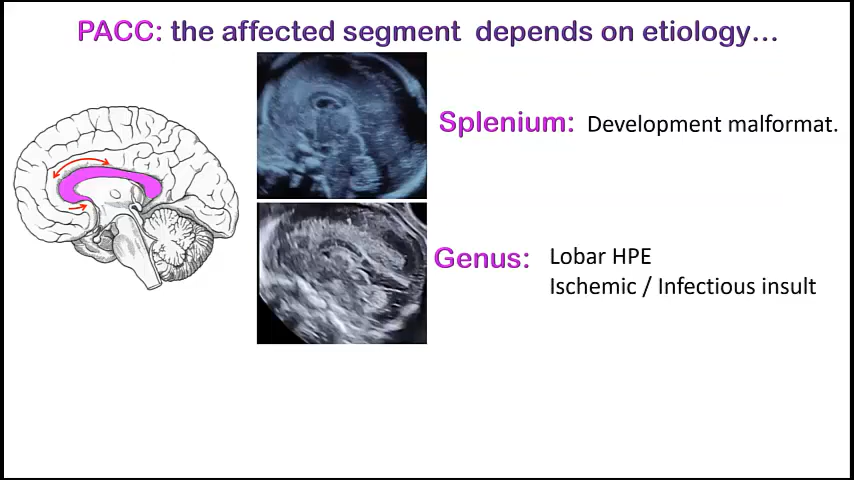 PACC: the affected segment depends on etiology...
Splenium: Development malformat.
Genus: Lobar HPE
Ischemic / Infectious insult